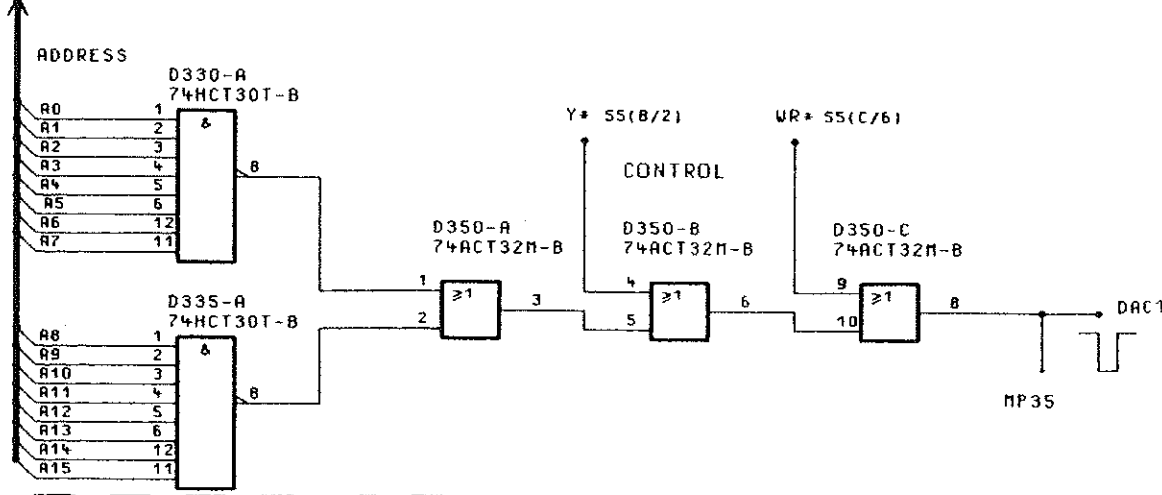 ADDRESS
D330-A
74HCT30T-B
A0 1
A1 2
A2 3
A3 4
A4 5
A5 6
A6 12
A7 11
&
8
D335-A
74HCT30T-B
A8 1
A9 2
A10 3
A11 4
A12 5
A13 6
A14 12
A15 11
&
8
D350-A
74ACT32M-B
1
2
≥1
3
Y* S5(B/2)
CONTROL
D350-B
74ACT32M-B
4
5
≥1
6
WR* S5(C/6)
D350-C
74ACT32M-B
9
10
≥1
8
DAC1
MP35